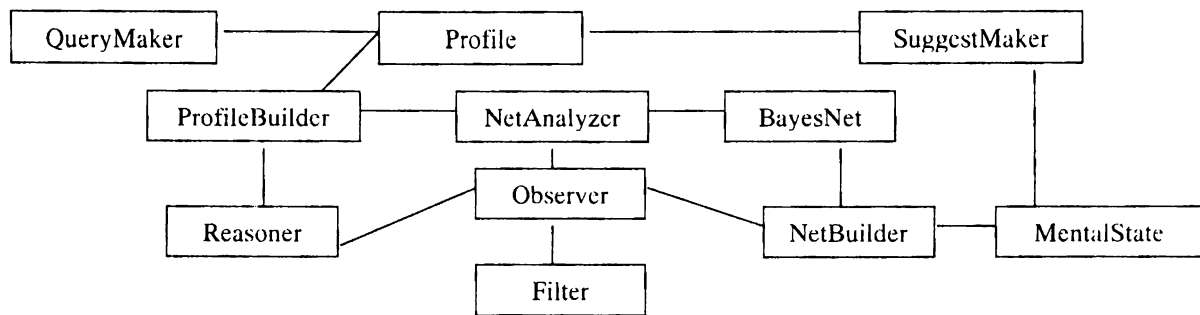 QueryMaker Profile SuggestMaker
ProfileBuilder NetAnalyzer BayesNet
Observer
Reasoner NetBuilder MentalState
Filter